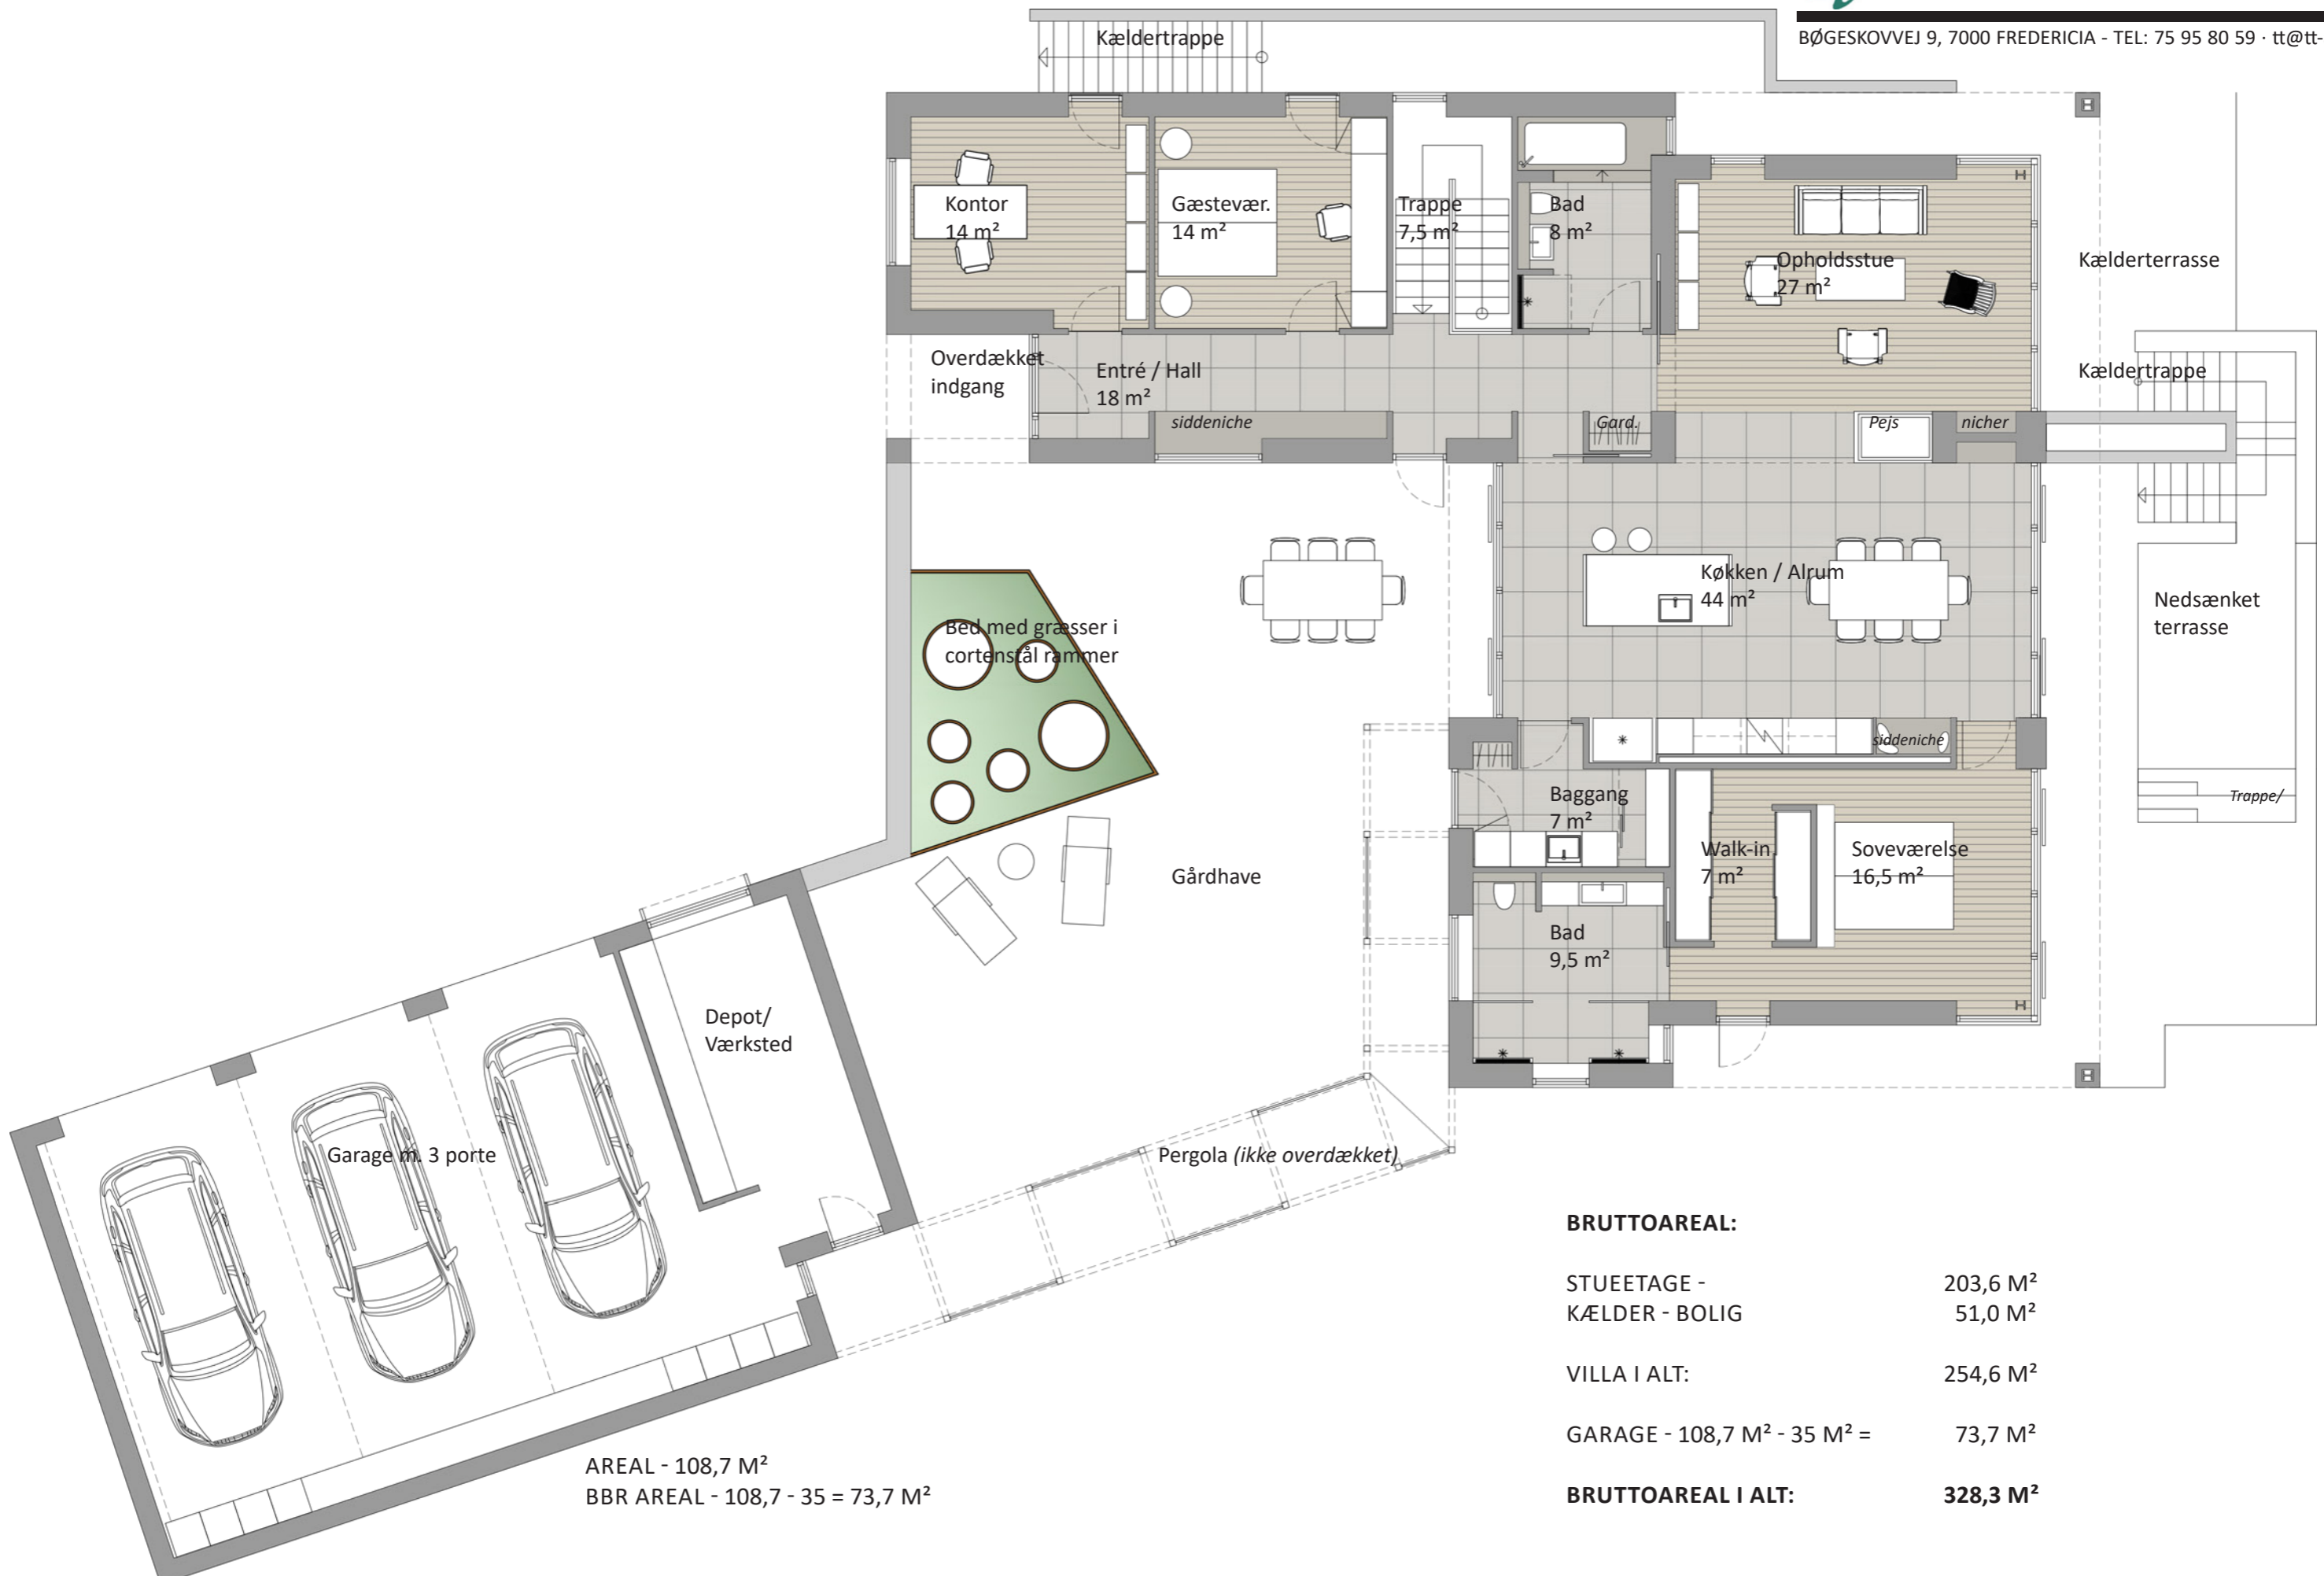 BØGESKOVVEJ 9, 7000 FREDERICIA - TEL: 75 95 80 59 · tt@tt-
Kældertrappe
Kontor
14 m²
Gæstevær.
14 m²
Trappe
7,5 m²
Bad
8 m²
Opholdsstue
27 m²
Kælderterrasse
Overdækket
indgang
Entré / Hall
18 m²
Kældertrappe
siddeniche
Gard.
Pejs
nicher
Køkken / Alrum
44 m²
Nedsænket
terrasse
Bed med græsser i
cortenstål rammer
siddeniche
Baggang
7 m²
Trappe/
Walk-in
7 m²
Soveværelse
16,5 m²
Gårdhave
Bad
9,5 m²
Depot/
Værksted
Garage m. 3 porte
Pergola (ikke overdækket)
BRUTTOAREAL:
STUEETAGE - 203,6 M²
KÆLDER - BOLIG 51,0 M²
VILLA I ALT: 254,6 M²
GARAGE - 108,7 M² - 35 M² = 73,7 M²
BRUTTOAREAL I ALT: 328,3 M²
AREAL - 108,7 M²
BBR AREAL - 108,7 - 35 = 73,7 M²